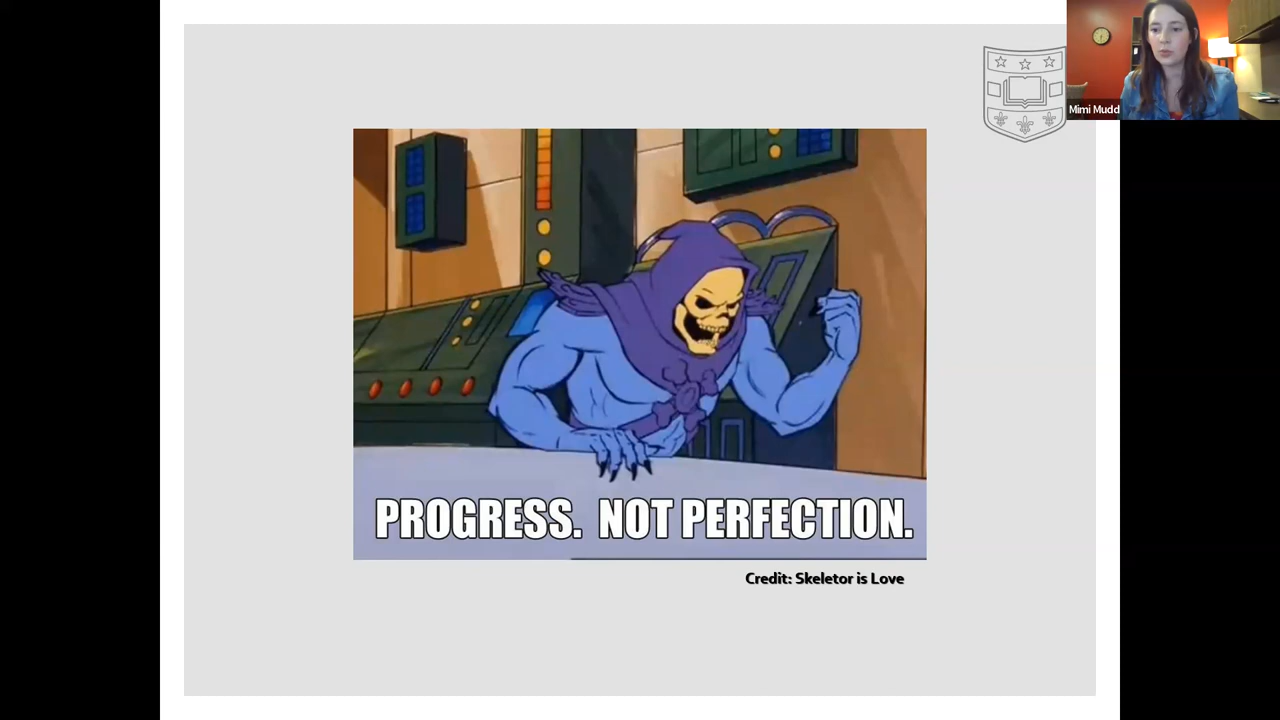 Mimi Mudd
PROGRESS. NOT PERFECTION.
Credit: Skeletor is Love